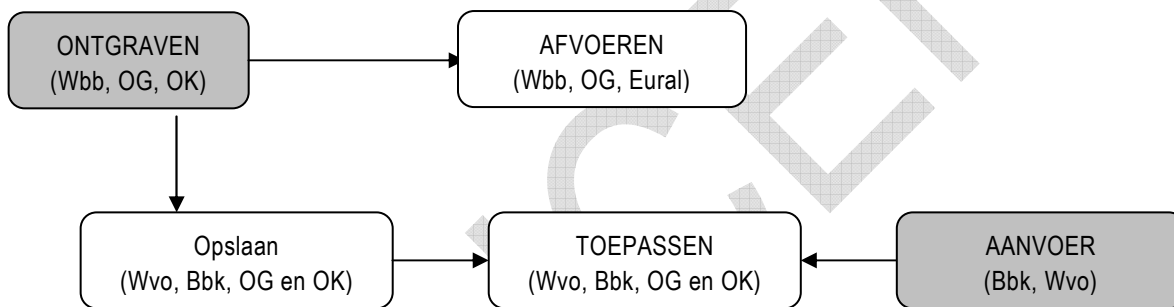 ONTGRAVEN
(Wbb, OG, OK)
AFVOEREN
(Wbb, OG, Eural)
Opslaan
(Wvo, Bbk, OG en OK)
TOEPASSEN
(Wvo, Bbk, OG en OK)
AANVOER
(Bbk, Wvo)